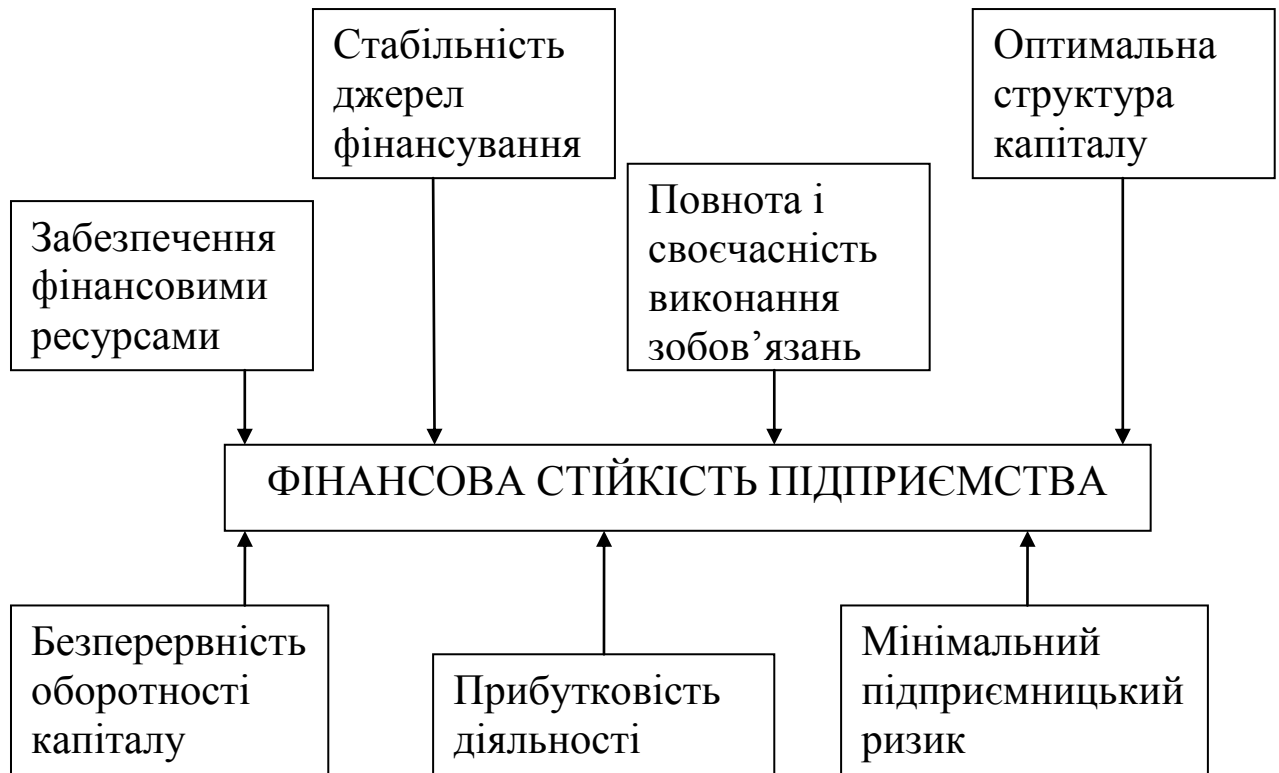 Стабільність
джерел
фінансування
Оптимальна
структура
капіталу
Забезпечення
фінансовими
ресурсами
Повнота і
своєчасність
виконання
зобов’язань
ФІНАНСОВА СТІЙКІСТЬ ПІДПРИЄМСТВА
Безперервність
оборотності
капіталу
Прибутковість
діяльності
Мінімальний
підприємницький
ризик